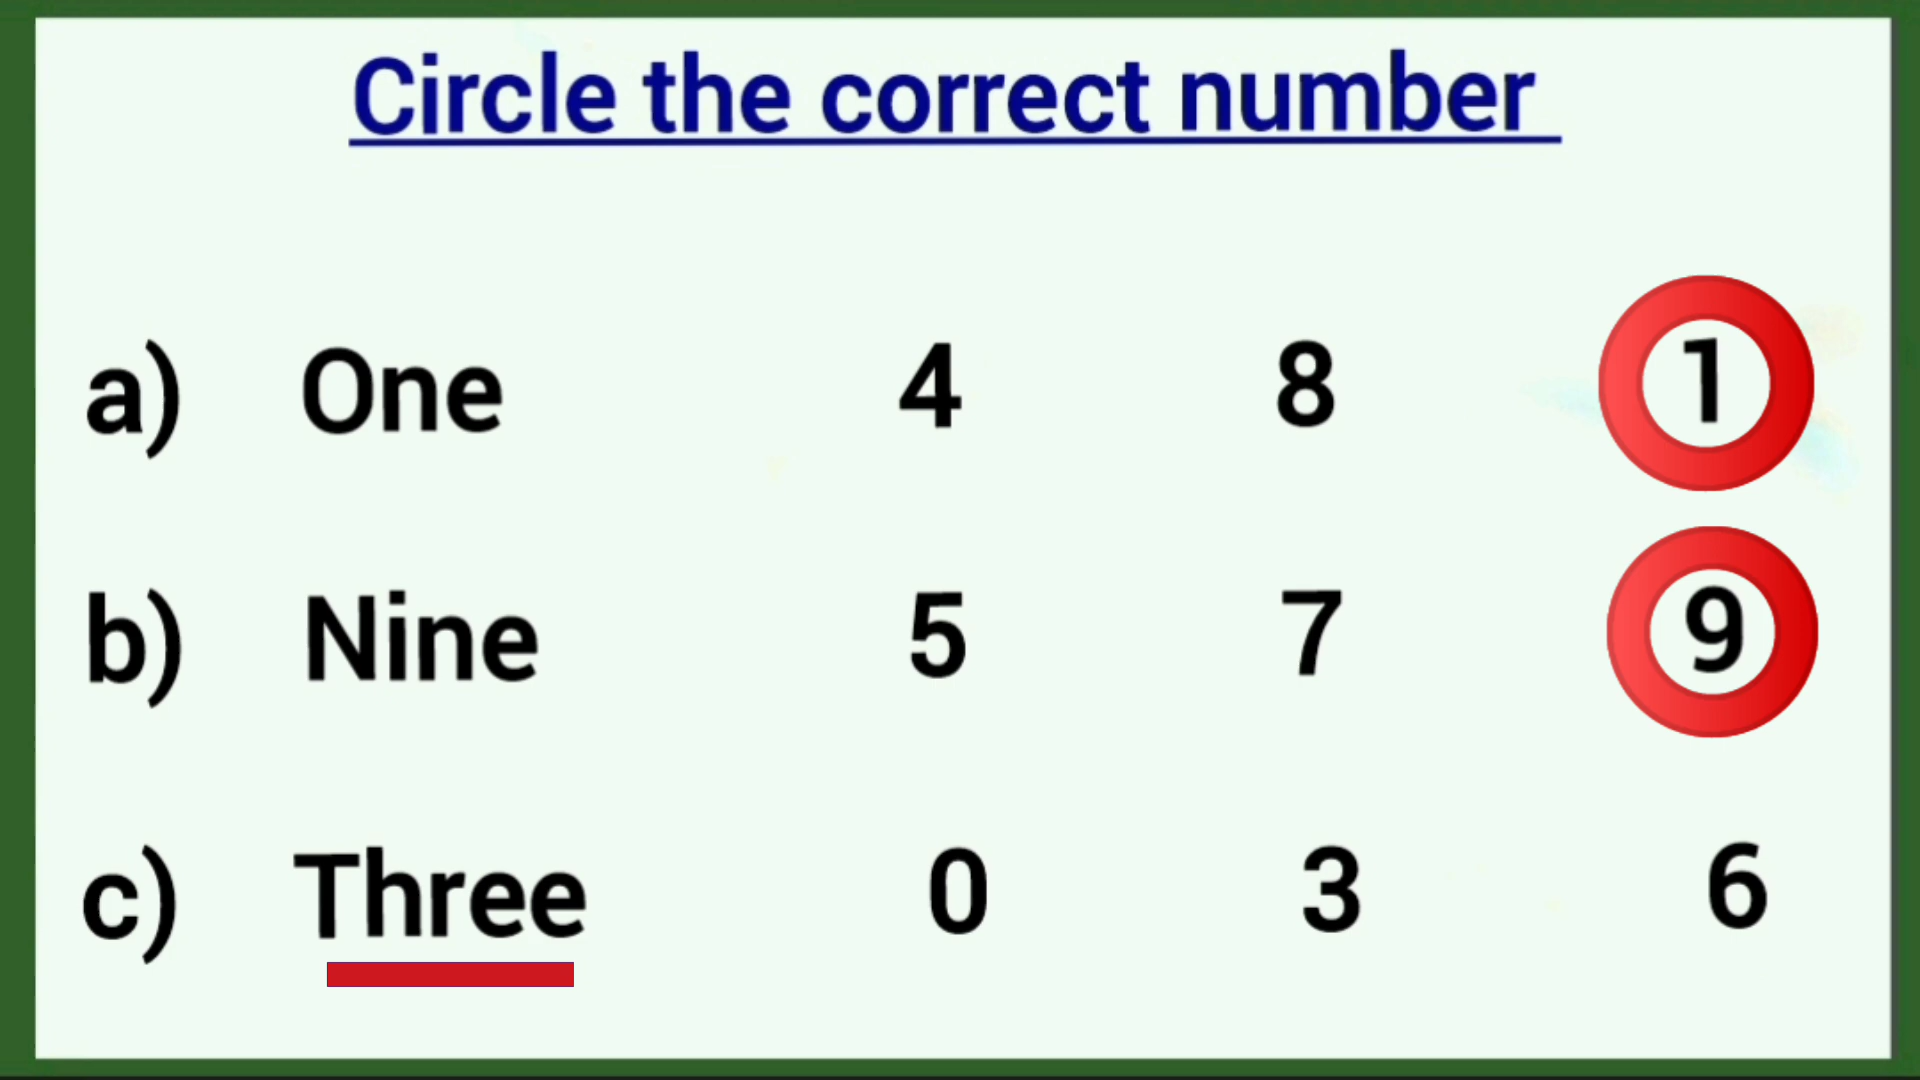 Circle the correct number
a) One 4 8 1
b) Nine 5 7 9
c) Three 0 3 6